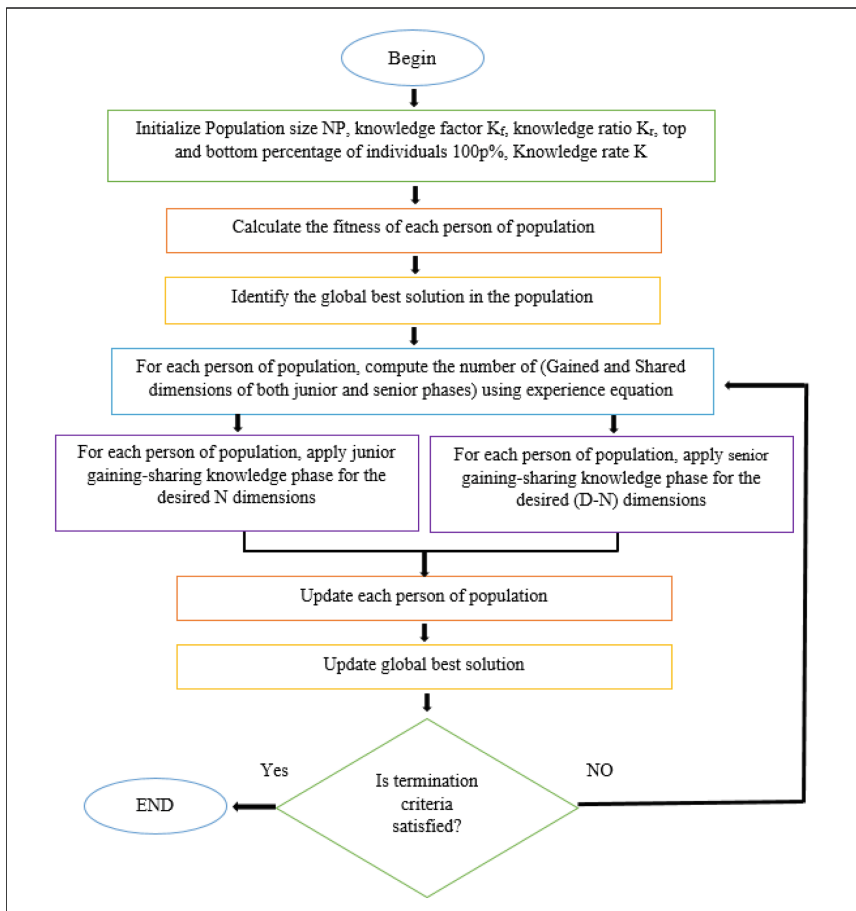 Begin
Initialize Population size NP, knowledge factor Kf, knowledge ratio Kr, top
and bottom percentage of individuals 100p%, Knowledge rate K
Calculate the fitness of each person of population
Identify the global best solution in the population
For each person of population, compute the number of (Gained and Shared
dimensions of both junior and senior phases) using experience equation
For each person of population, apply junior
gaining-sharing knowledge phase for the
desired N dimensions
For each person of population, apply senior
gaining-sharing knowledge phase for the
desired (D-N) dimensions
Update each person of population
Update global best solution
Yes
Is termination
criteria
satisfied?
NO
END